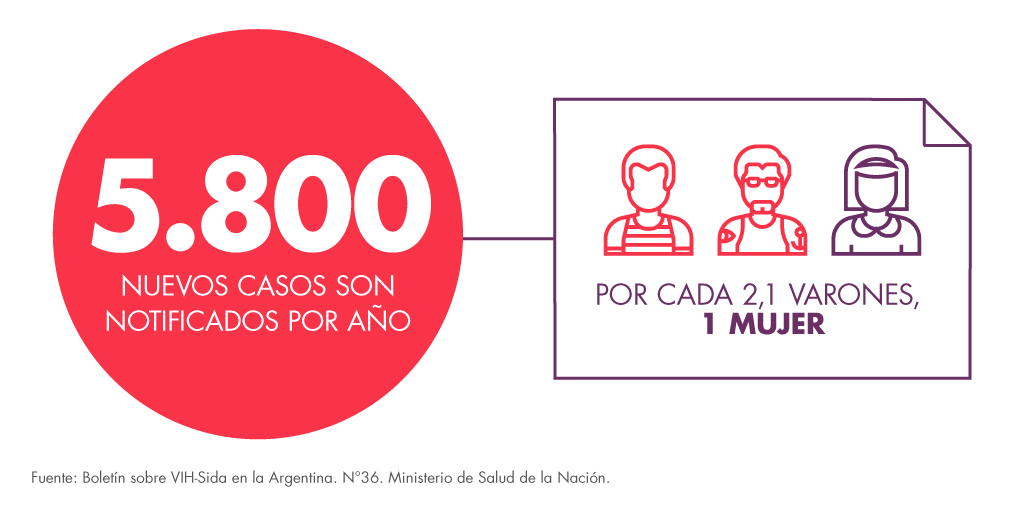 5.800
NUEVOS CASOS SON
NOTIFICADOS POR AÑO
POR CADA 2,1 VARONES,
1 MUJER
Fuente: Boletín sobre VIH-Sida en la Argentina. N°36. Ministerio de Salud de la Nación.